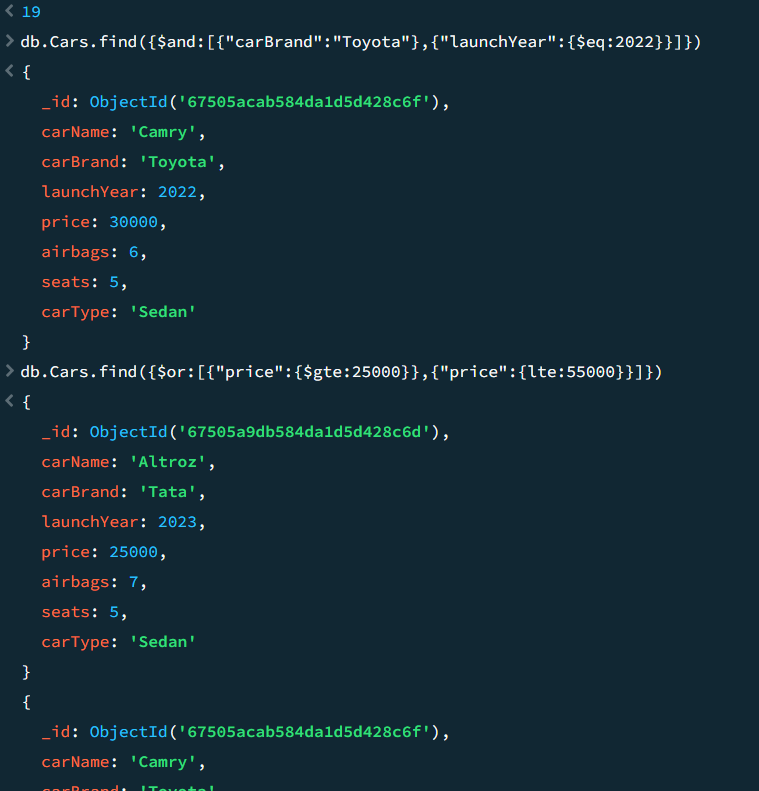 19
db.Cars.find({$and:[{"carBrand":"Toyota"},{"launchYear":{$eq:2022}}]})
{
_id: ObjectId('67505acab584da1d5d428c6f'),
carName: 'Camry',
carBrand: 'Toyota',
launchYear: 2022,
price: 30000,
airbags: 6,
seats: 5,
carType: 'Sedan'
}
db.Cars.find({$or:[{"price":{$gte:25000}},{"price":{lte:55000}}]})
{
_id: ObjectId('67505a9db584da1d5d428c6d'),
carName: 'Altroz',
carBrand: 'Tata',
launchYear: 2023,
price: 25000,
airbags: 7,
seats: 5,
carType: 'Sedan'
}
{
_id: ObjectId('67505acab584da1d5d428c6f'),
carName: 'Camry',
carBrand: 'Toyota'